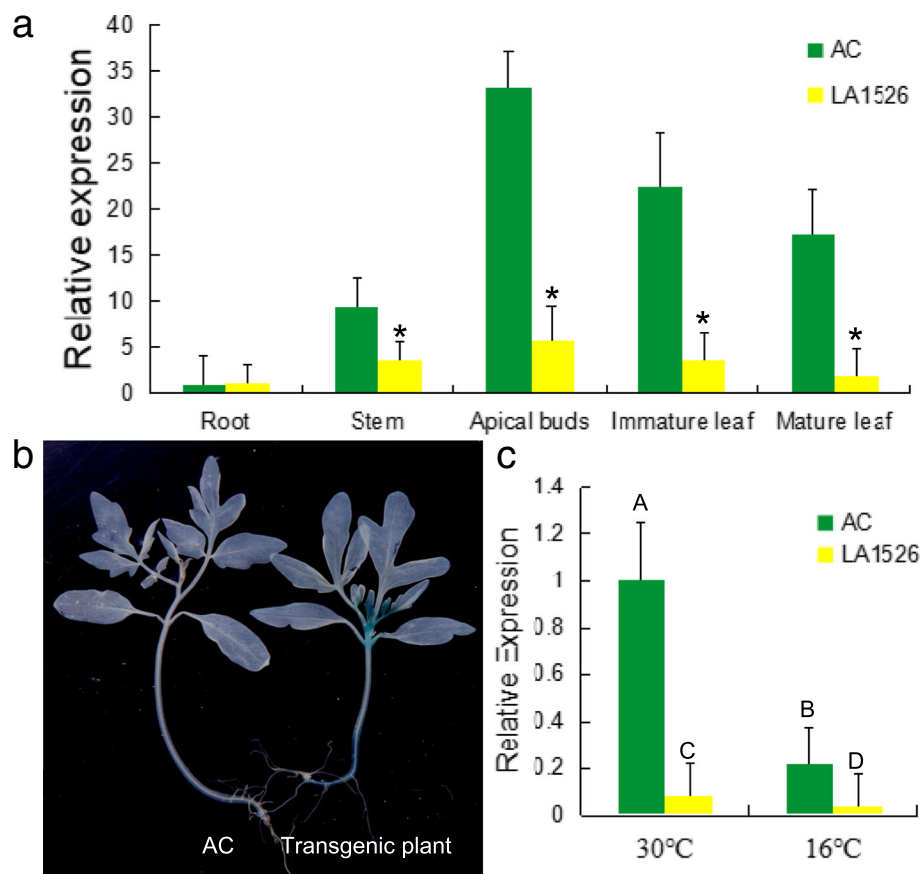 a
Relative expression
40
35
30
25
20
15
10
5
0
AC
LA1526
*
*
*
*
Root
Stem
Apical buds
Immature leaf
Mature leaf
b
AC
Transgenic plant
c
Relative Expression
1.4
1.2
1
0.8
0.6
0.4
0.2
0
A
C
B
D
AC
LA1526
30°C
16°C